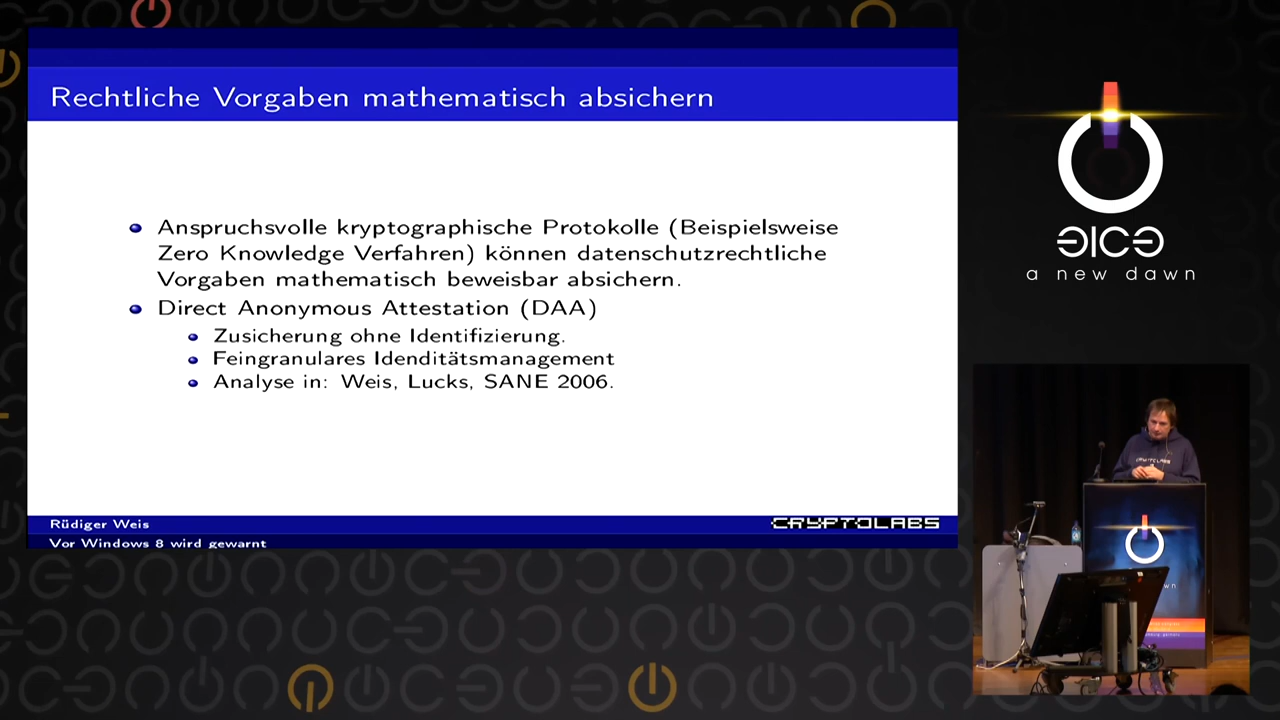 Rechtliche Vorgaben mathematisch absichern
Anspruchsvolle kryptographische Protokolle (Beispielsweise
Zero Knowledge Verfahren) können datenschutzrechtliche
Vorgaben mathematisch beweisbar absichern.
Direct Anonymous Attestation (DAA)
Zusicherung ohne Identifizierung.
Feingranulares Idenditätsmanagement
Analyse in: Weis, Lucks, SANE 2006.
Rüdiger Weis
CRYPTOLABS
Vor Windows 8 wird gewarnt
a new dawn
CRYPTOLABS